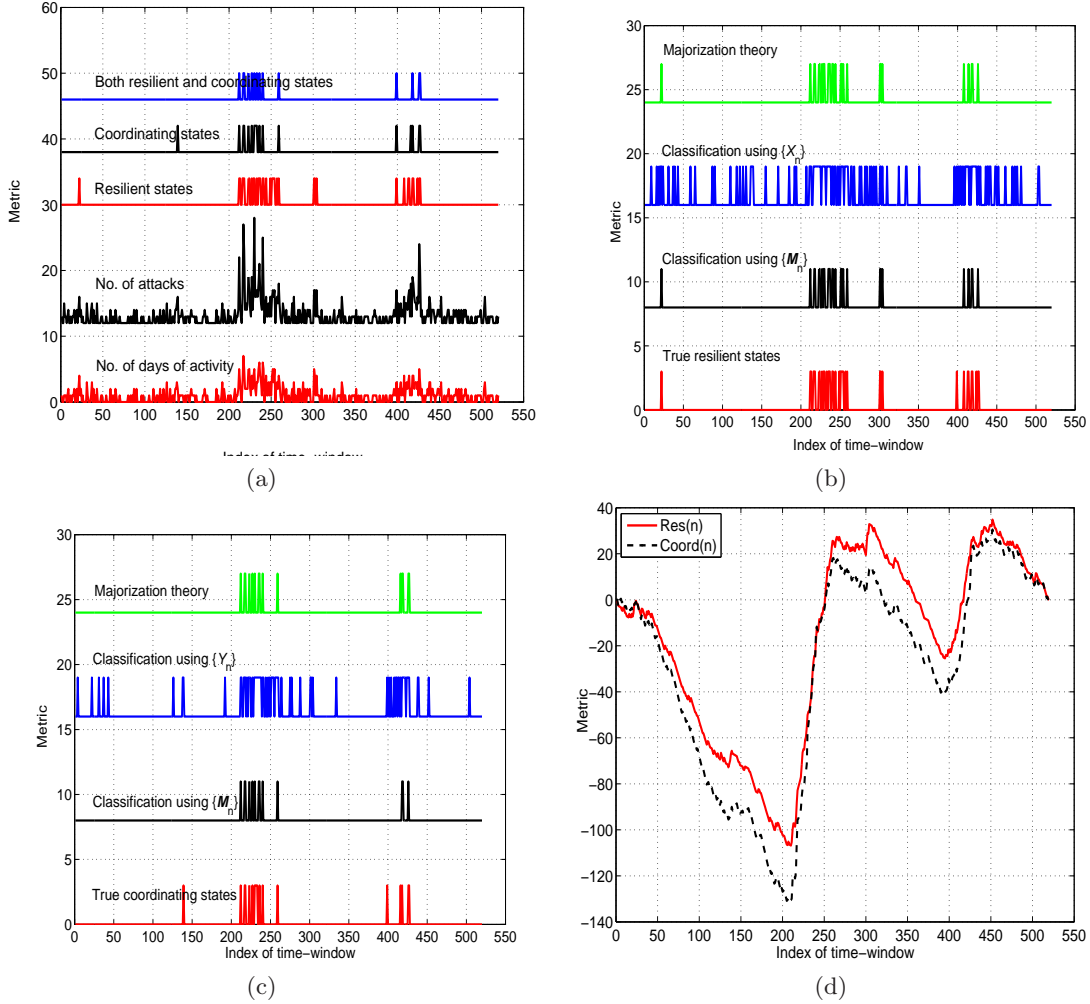 60
50
40
30
20
10
0
Metric
Both resilient and coordinating states
Coordinating states
Resilient states
No. of attacks
No. of days of activity
0 50 100 150 200 250 300 350 400 450 500 550
Index of time−window
(a)
30
25
20
15
10
5
0
Metric
Majorization theory
Classification using {X_n}
Classification using {M_n}
True resilient states
0 50 100 150 200 250 300 350 400 450 500 550
Index of time−window
(b)
30
25
20
15
10
5
0
Metric
Majorization theory
Classification using {Y_n}
Classification using {M_n}
True coordinating states
0 50 100 150 200 250 300 350 400 450 500 550
Index of time−window
(c)
40
20
0
−20
−40
−60
−80
−100
−120
−140
Metric
Res(n)
Coord(n)
0 50 100 150 200 250 300 350 400 450 500 550
Index of time−window
(d)